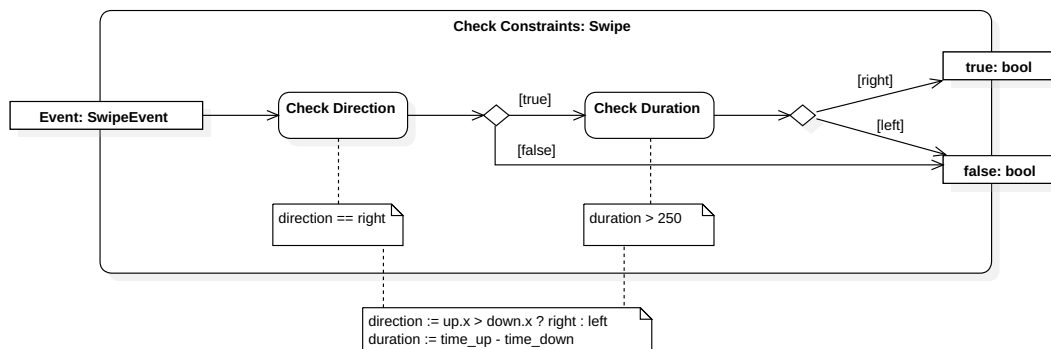 Check Constraints: Swipe
true: bool
[right]
Event: SwipeEvent
Check Direction
[true]
Check Duration
[left]
[false]
false: bool
direction == right
duration > 250
direction := up.x > down.x ? right : left
duration := time_up - time_down